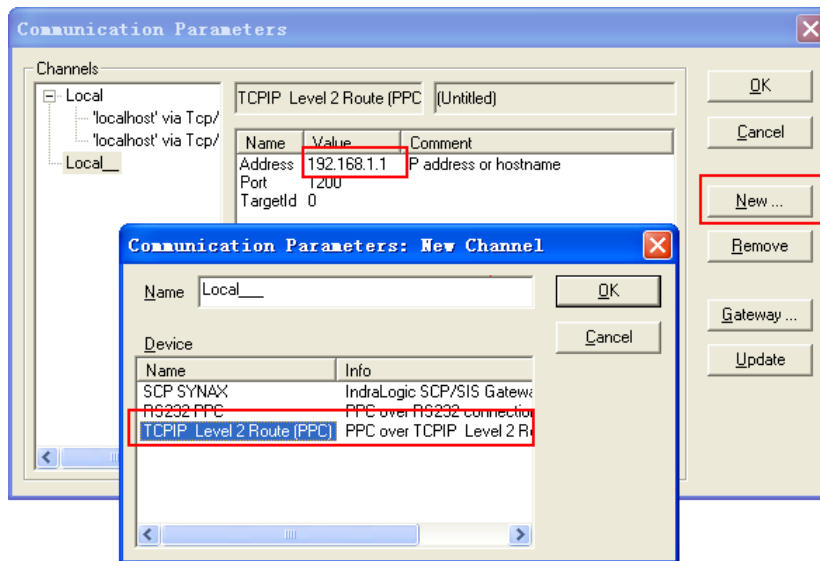 Communication Parameters
Channels
Local
'localhost' via Tcp/
'localhost' via Tcp/
Local__
TCPIP Level 2 Route (PPC
(Untitled)
Name Value Comment
Address 192.168.1.1 P address or hostname
Port 1200
TargetId 0
OK
Cancel
New ...
Remove
Gateway ...
Update
Communication Parameters: New Channel
Name Local___
OK
Cancel
Device
Name Info
SCP SYNAX IndraLogic SCP/SIS Gatewa
RS232 PPC PPC over RS232 connection
TCPIP Level 2 Route (PPC) PPC over TCPIP Level 2 R